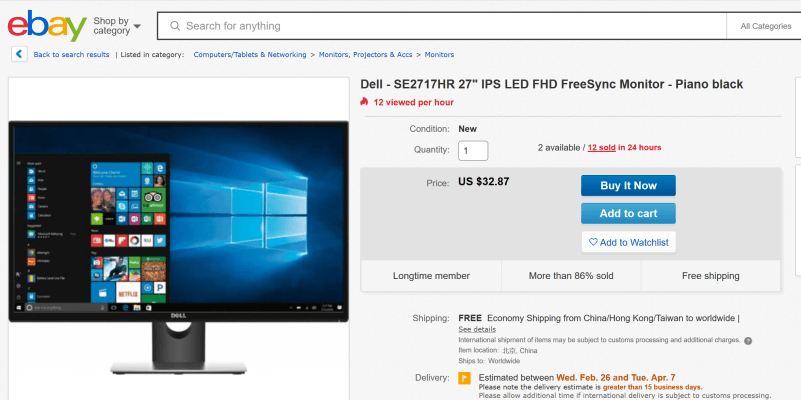 ebay
Shop by
category
Search for anything
All Categories
Back to search results | Listed in category: Computers/Tablets & Networking > Monitors, Projectors & Accs > Monitors
Dell - SE2717HR 27" IPS LED FHD FreeSync Monitor - Piano black
12 viewed per hour
Condition: New
Quantity: 1
2 available / 12 sold in 24 hours
Price: US $32.87
Buy It Now
Add to cart
Add to Watchlist
Longtime member
More than 86% sold
Free shipping
Shipping: FREE Economy Shipping from China/Hong Kong/Taiwan to worldwide |
See details
International shipment of items may be subject to customs processing and additional charges.
Item location: 北京, China
Ships to: Worldwide
Delivery: Estimated between Wed. Feb. 26 and Tue. Apr. 7
Please note the delivery estimate is greater than 15 business days.
Please allow additional time if international delivery is subject to customs processing.
NETFLIX
DELL